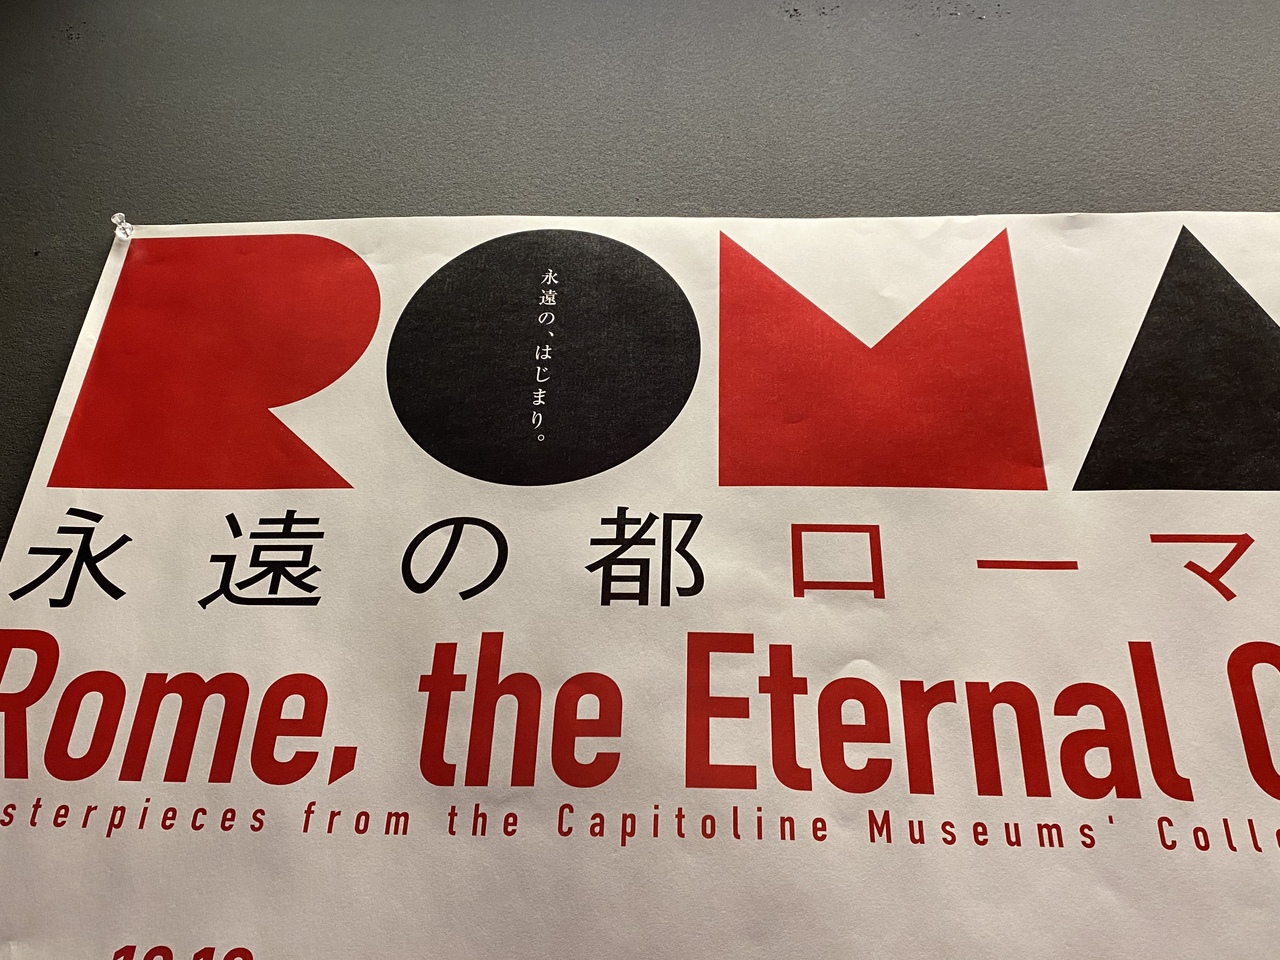 ROMA
永遠の、はじまり。
永遠の都ローマ
Rome, the Eternal C
sterpieces from the Capitoline Museums' Colle